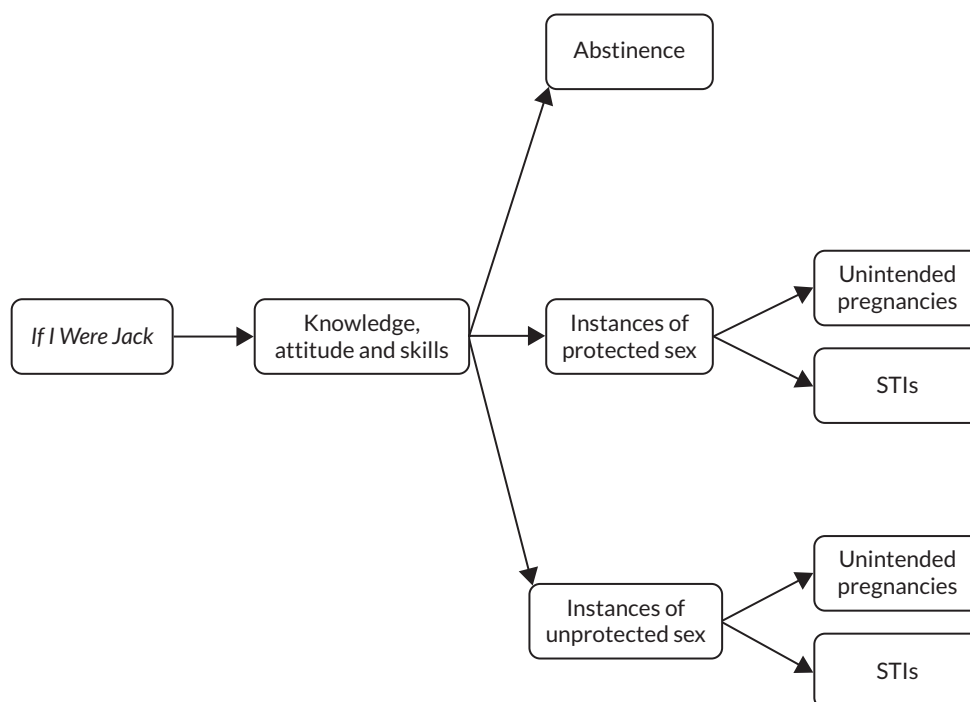 Abstinence
If I Were Jack
Knowledge,
attitude and skills
Instances of
protected sex
Unintended
pregnancies
STIs
Instances of
unprotected sex
Unintended
pregnancies
STIs